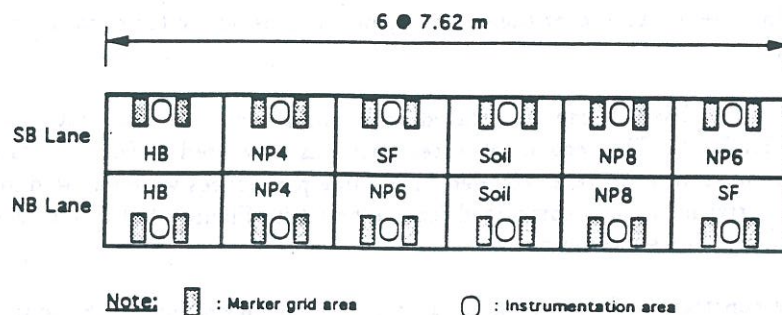 6 @ 7.62 m
SB Lane
HB NP4 SF Soil NP8 NP6
NB Lane
HB NP4 NP6 Soil NP8 SF
Note: : Marker grid area : Instrumentation area